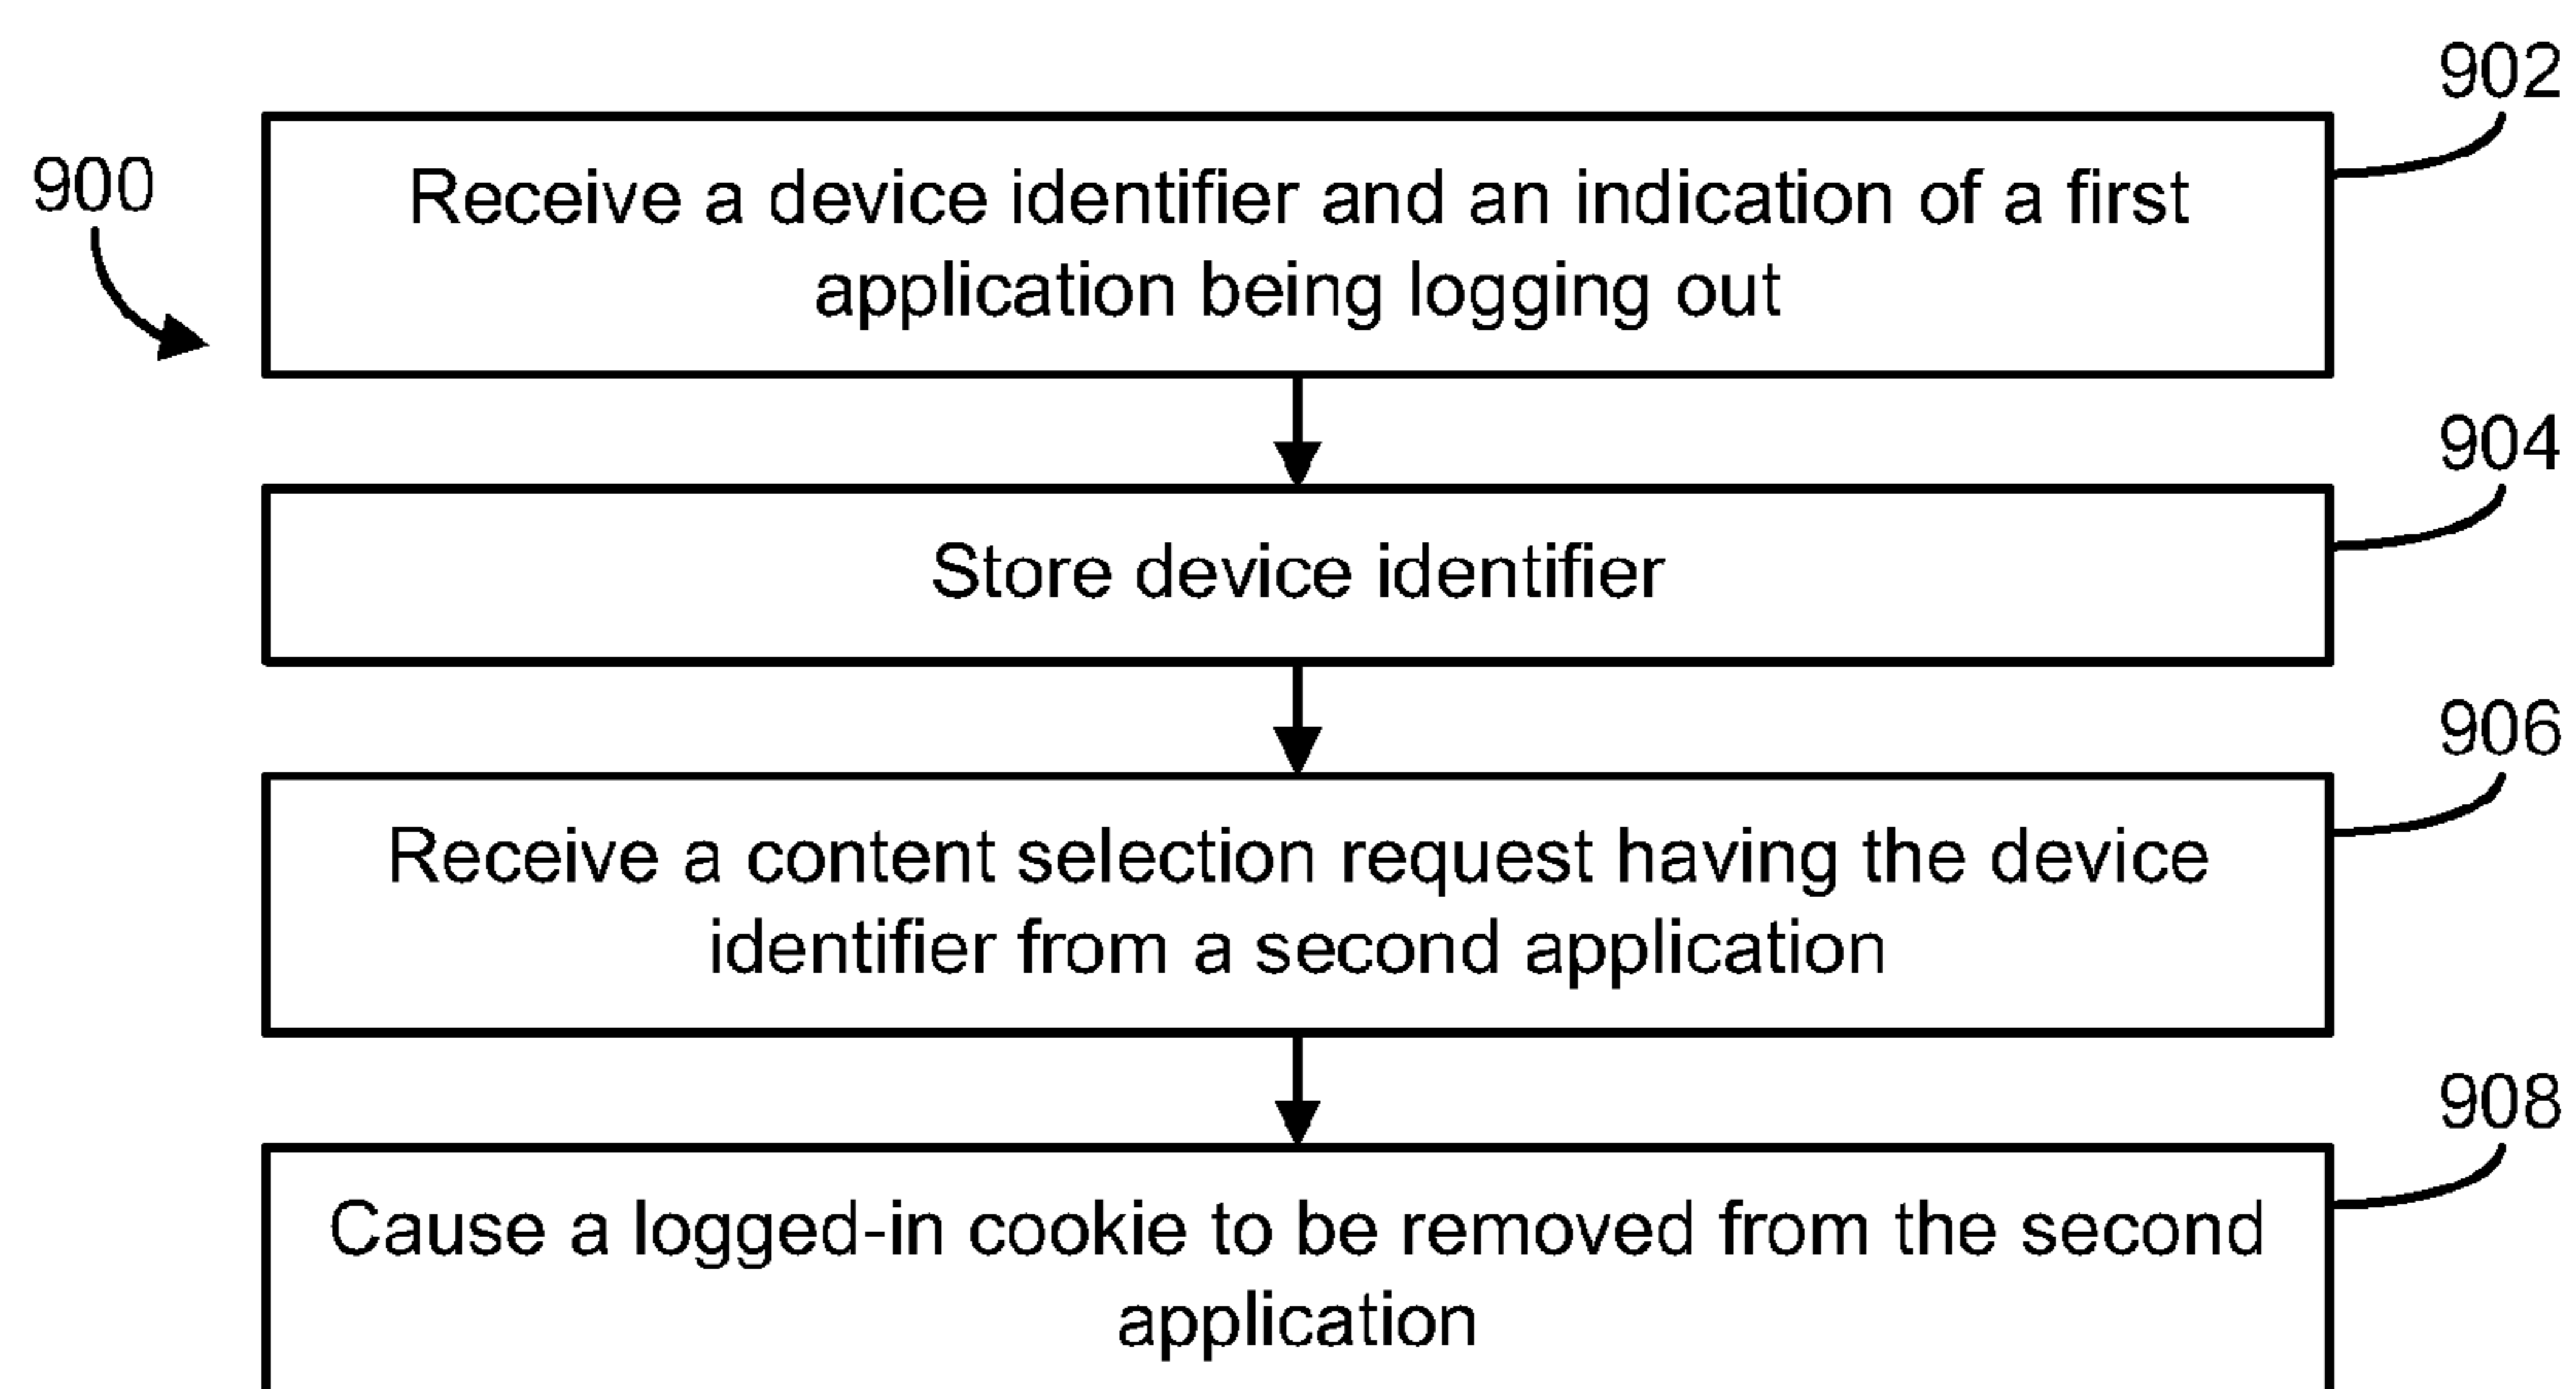 902
900
Receive a device identifier and an indication of a first
application being logging out
904
Store device identifier
906
Receive a content selection request having the device
identifier from a second application
908
Cause a logged-in cookie to be removed from the second
application